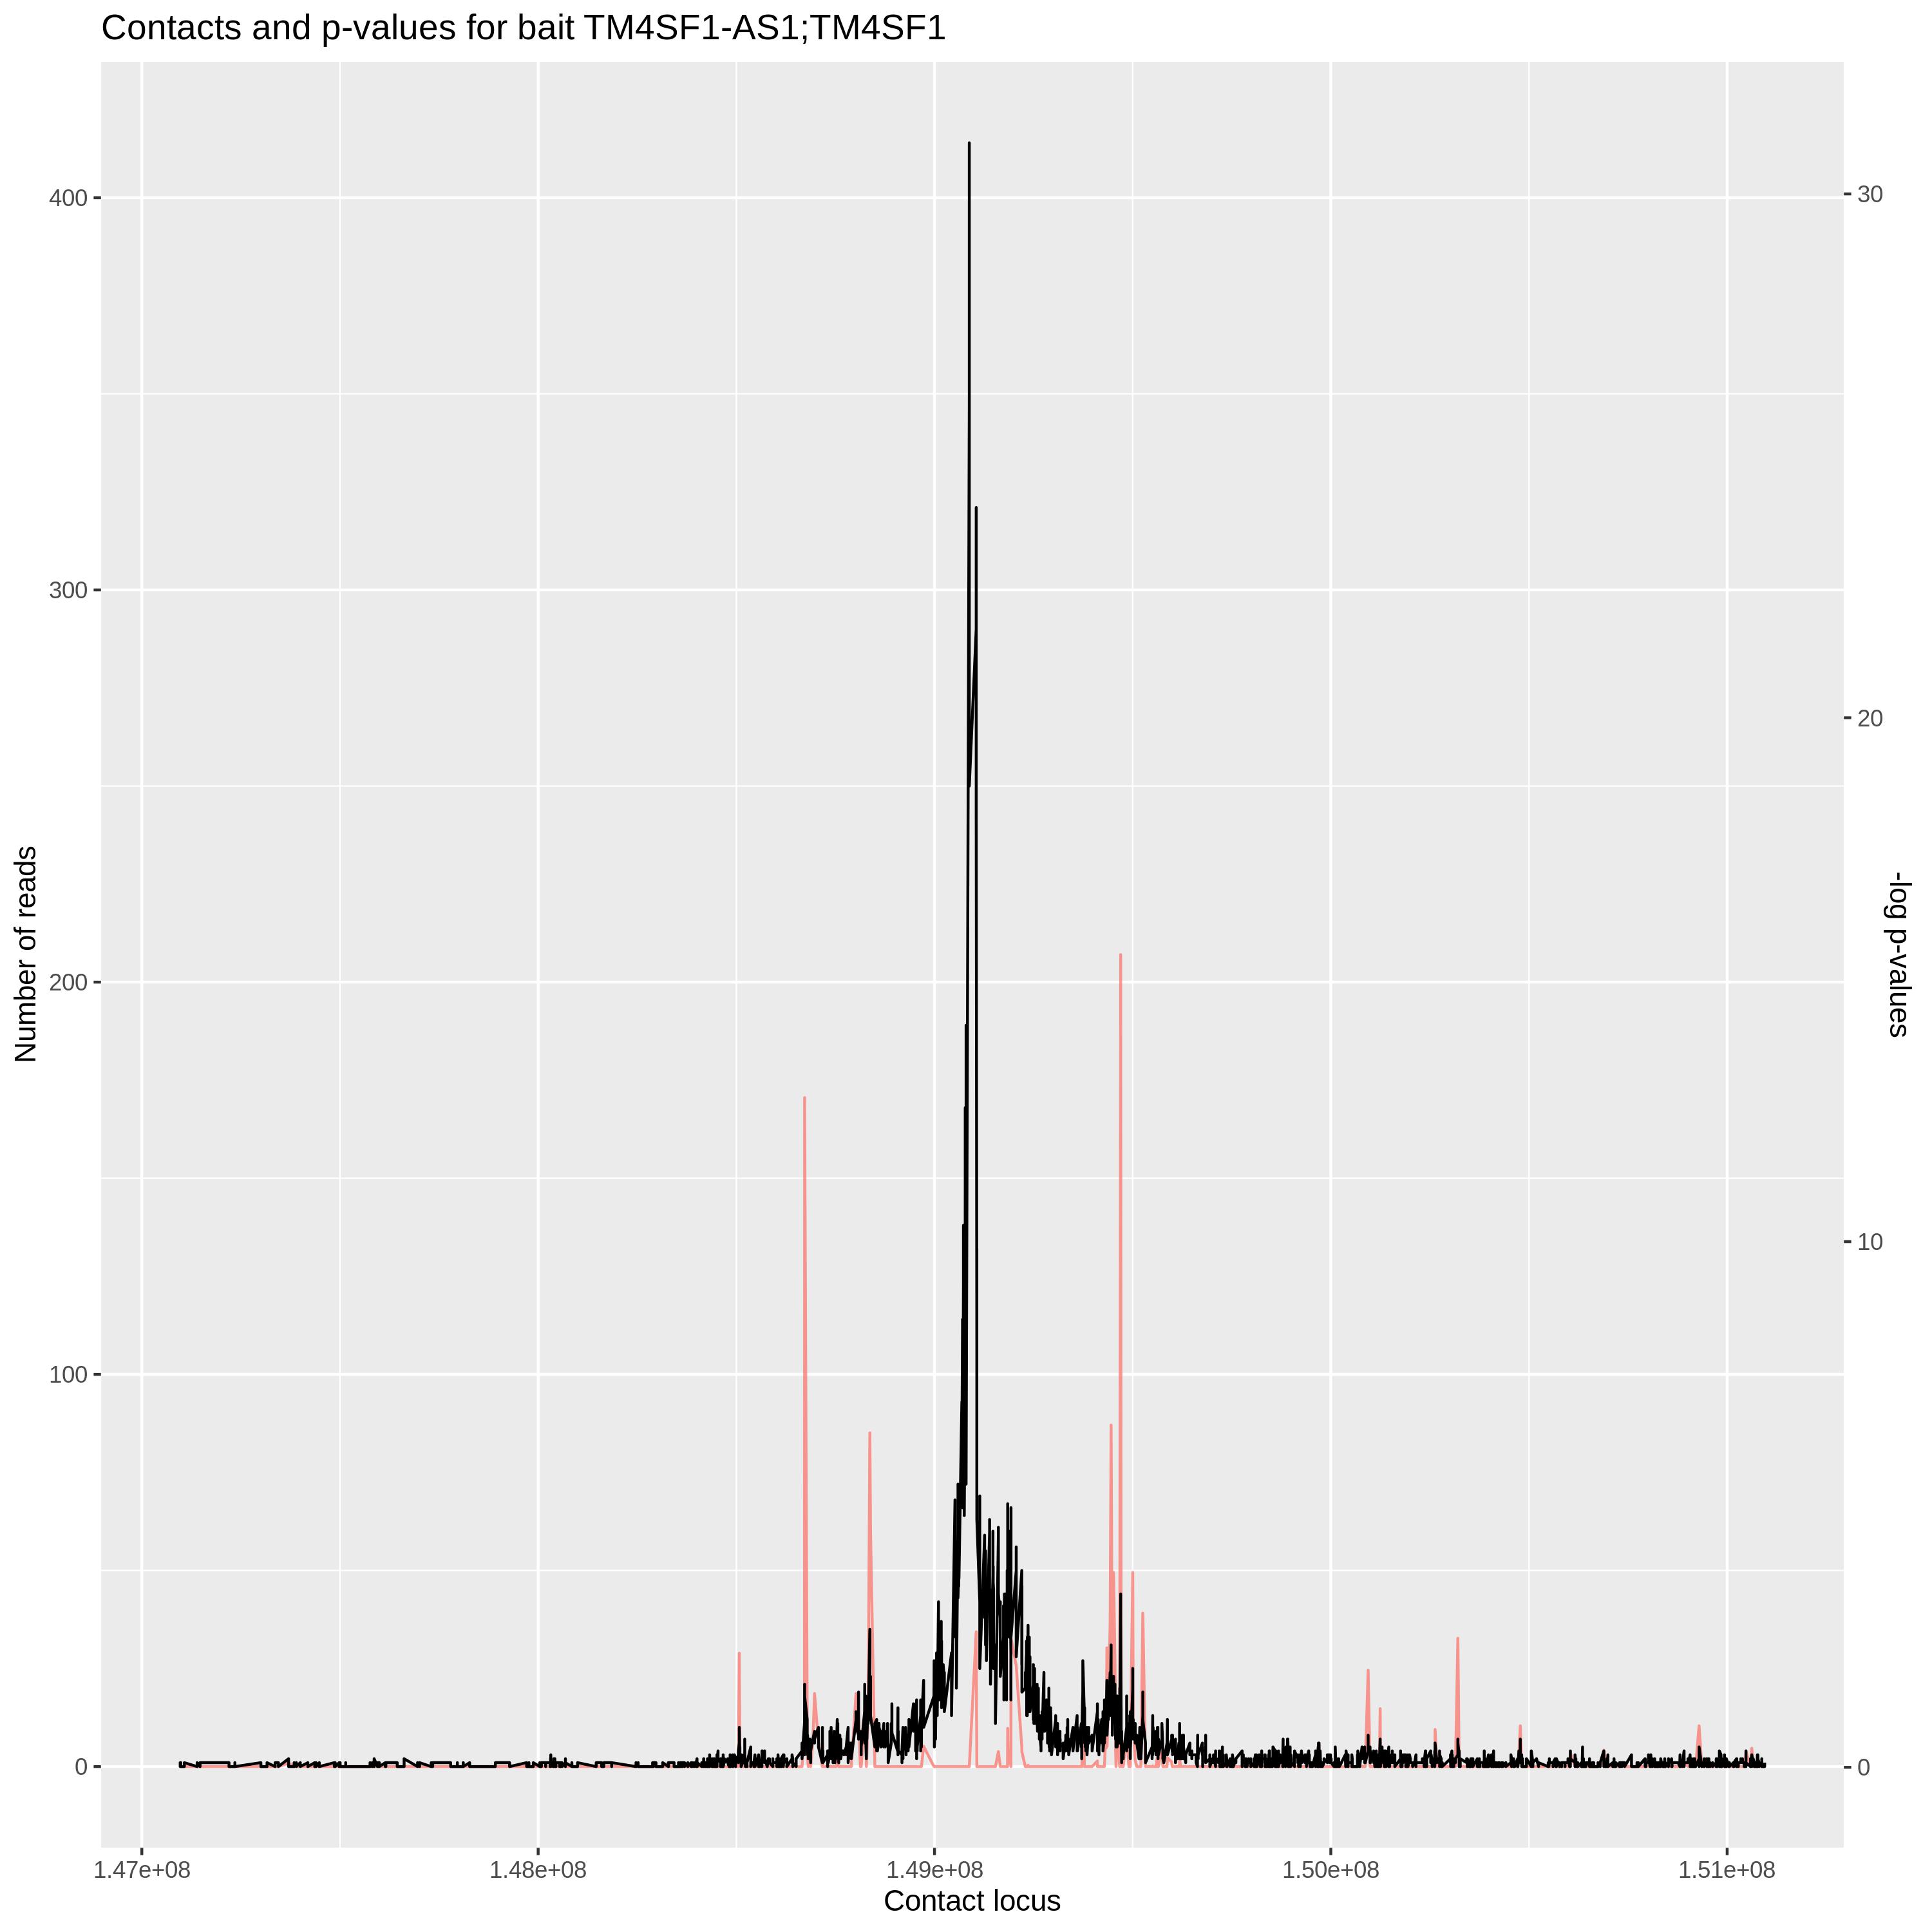 Contacts and p-values for bait TM4SF1-AS1;TM4SF1
400
300
200
100
0
Number of reads
30
20
10
0
-log p-values
1.47e+08
1.48e+08
1.49e+08
1.50e+08
1.51e+08
Contact locus